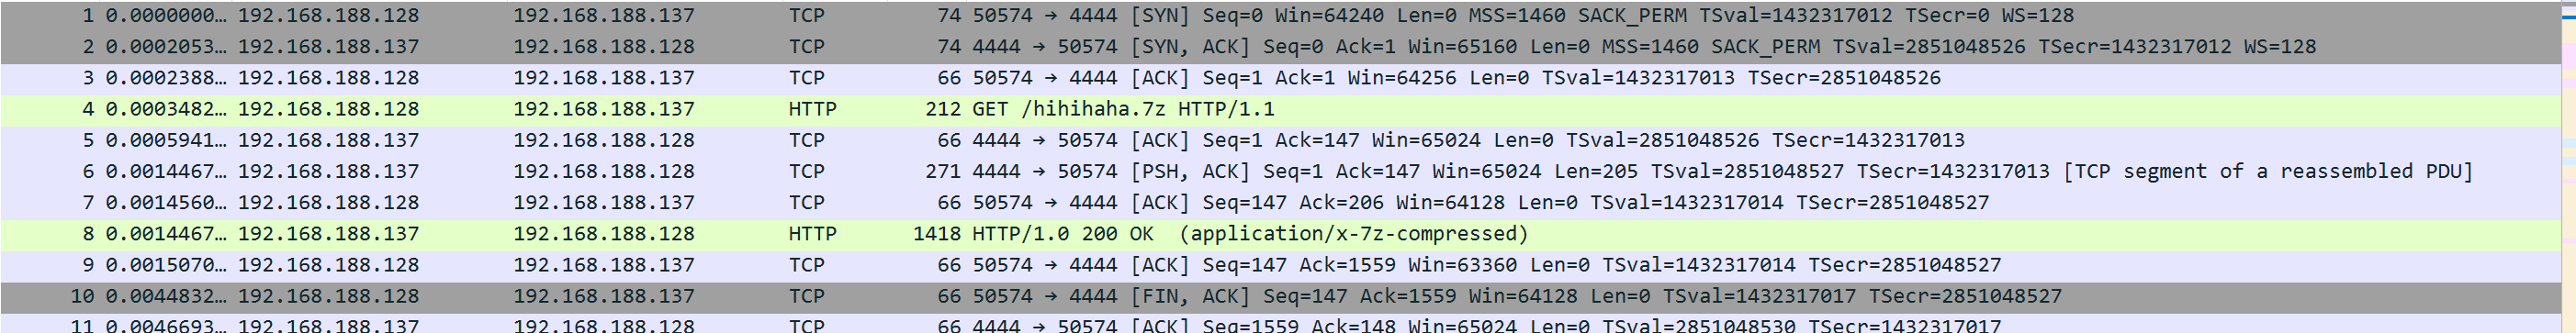 1 0.0000000… 192.168.188.128 192.168.188.137 TCP 74 50574 → 4444 [SYN] Seq=0 Win=64240 Len=0 MSS=1460 SACK_PERM TSval=1432317012 TSecr=0 WS=128
2 0.0002053… 192.168.188.137 192.168.188.128 TCP 74 4444 → 50574 [SYN, ACK] Seq=0 Ack=1 Win=65160 Len=0 MSS=1460 SACK_PERM TSval=2851048526 TSecr=1432317012 WS=128
3 0.0002388… 192.168.188.128 192.168.188.137 TCP 66 50574 → 4444 [ACK] Seq=1 Ack=1 Win=64256 Len=0 TSval=1432317013 TSecr=2851048526
4 0.0003482… 192.168.188.128 192.168.188.137 HTTP 212 GET /hihihaha.7z HTTP/1.1
5 0.0005941… 192.168.188.137 192.168.188.128 TCP 66 4444 → 50574 [ACK] Seq=1 Ack=147 Win=65024 Len=0 TSval=2851048526 TSecr=1432317013
6 0.0014467… 192.168.188.137 192.168.188.128 TCP 271 4444 → 50574 [PSH, ACK] Seq=1 Ack=147 Win=65024 Len=205 TSval=2851048527 TSecr=1432317013 [TCP segment of a reassembled PDU]
7 0.0014560… 192.168.188.128 192.168.188.137 TCP 66 50574 → 4444 [ACK] Seq=147 Ack=206 Win=64128 Len=0 TSval=1432317014 TSecr=2851048527
8 0.0014467… 192.168.188.137 192.168.188.128 HTTP 1418 HTTP/1.0 200 OK (application/x-7z-compressed)
9 0.0015070… 192.168.188.128 192.168.188.137 TCP 66 50574 → 4444 [ACK] Seq=147 Ack=1559 Win=63360 Len=0 TSval=1432317014 TSecr=2851048527
10 0.0044832… 192.168.188.128 192.168.188.137 TCP 66 50574 → 4444 [FIN, ACK] Seq=147 Ack=1559 Win=64128 Len=0 TSval=1432317017 TSecr=2851048527
11 0.0046693… 192.168.188.137 192.168.188.128 TCP 66 4444 → 50574 [ACK] Seq=1559 Ack=148 Win=65024 Len=0 TSval=2851048530 TSecr=1432317017